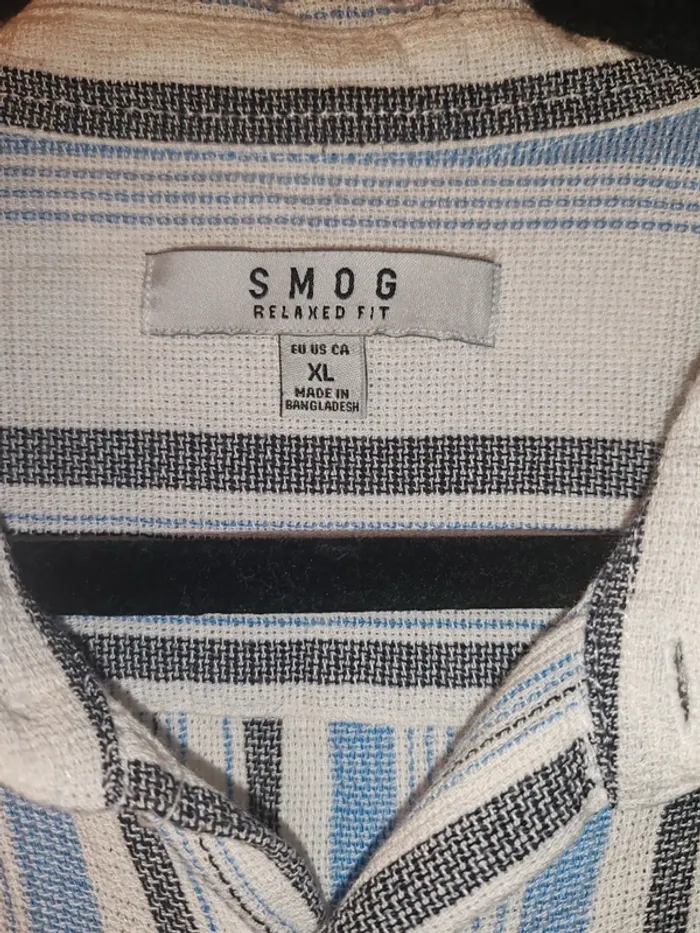 SMOG
RELAXED FIT
EU US CA
XL
MADE IN
BANGLADESH